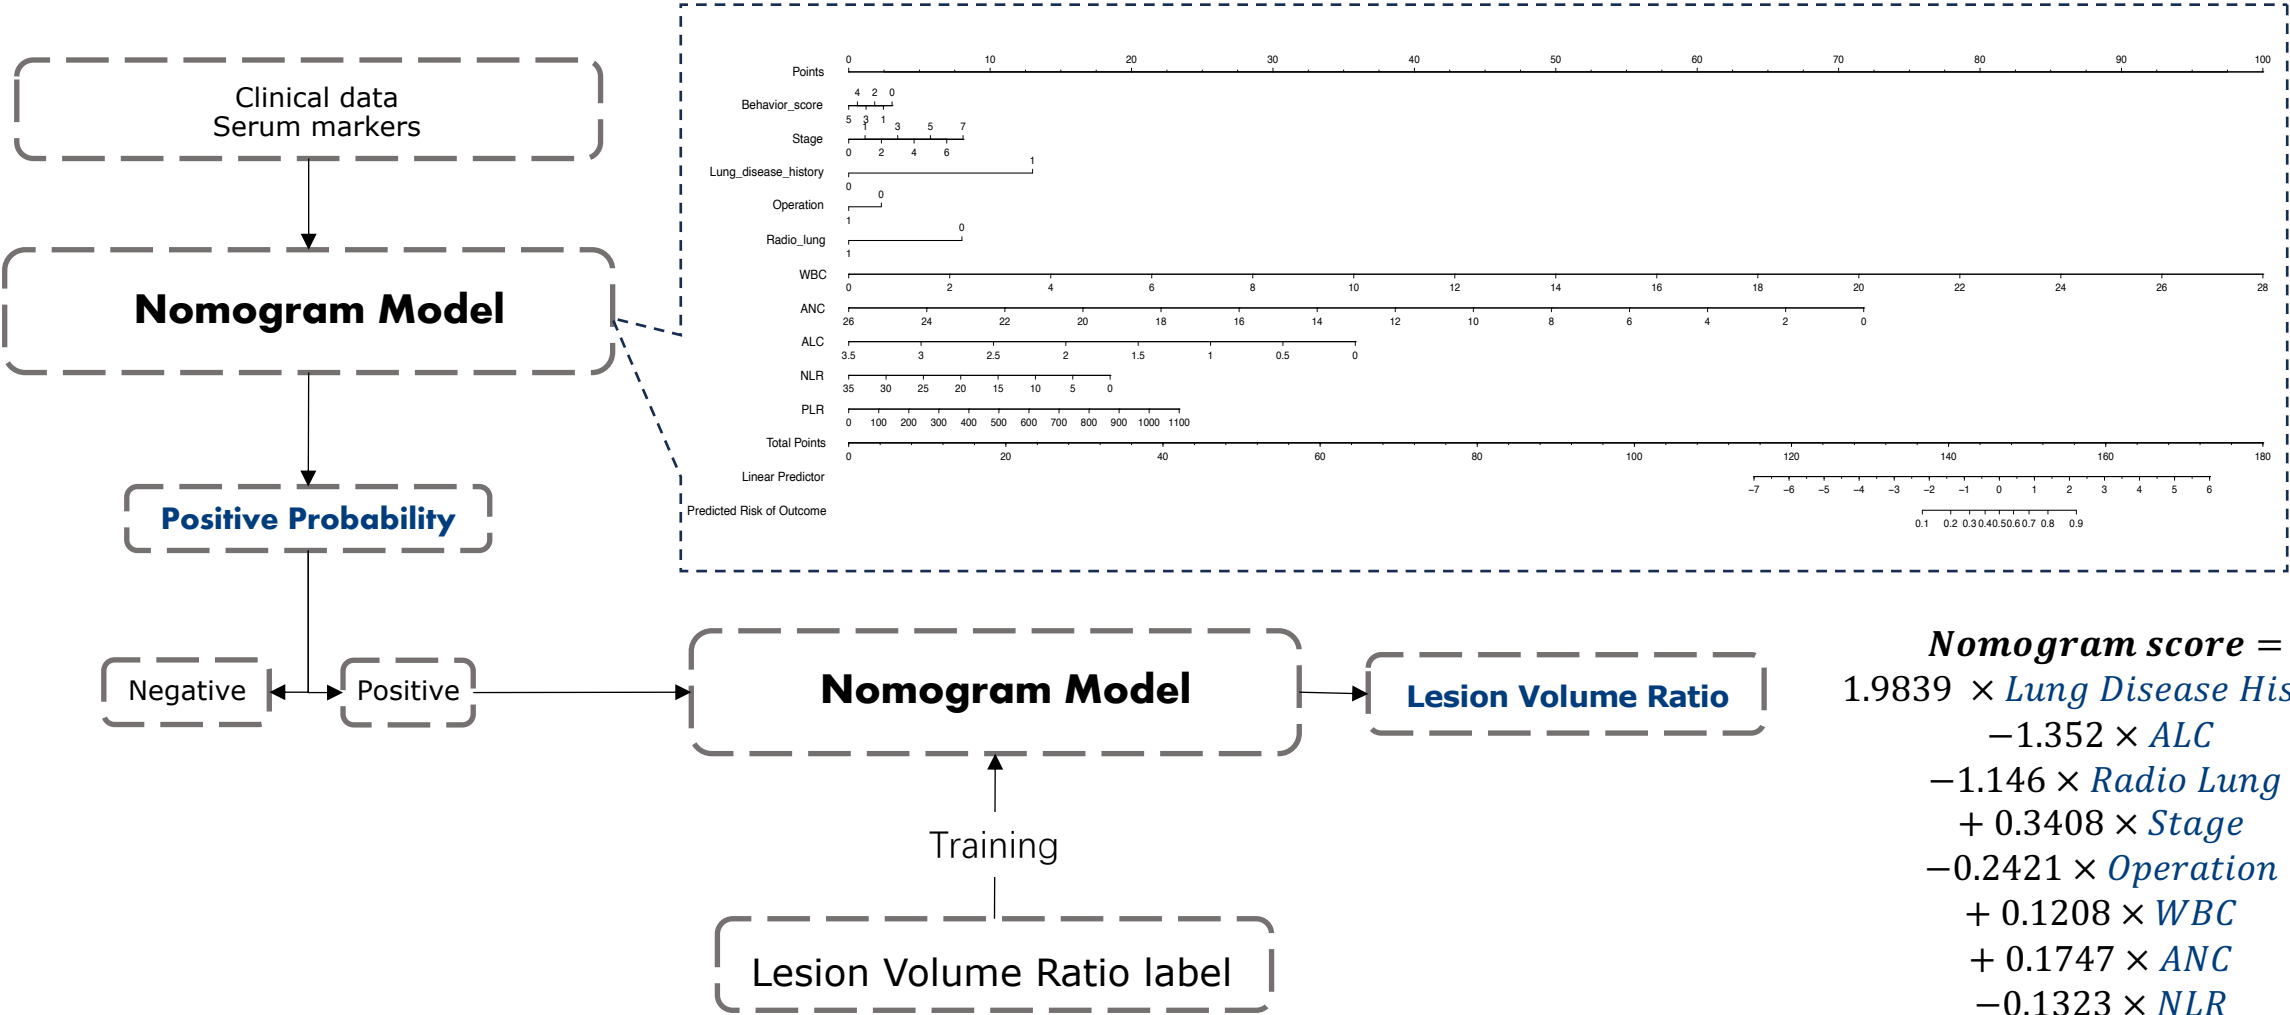 Clinical data
Serum markers
Nomogram Model
Positive Probability
Negative
Positive
Points
0 10 20 30 40 50 60 70 80 90 100
Behavior_score
4 2 0
5 3 1
Stage
1 3 5 7
0 2 4 6
Lung_disease_history
1
0
Operation
0
1
Radio_lung
0
1
WBC
0 2 4 6 8 10 12 14 16 18 20 22 24 26 28
ANC
26 24 22 20 18 16 14 12 10 8 6 4 2 0
ALC
3.5 3 2.5 2 1.5 1 0.5 0
NLR
35 30 25 20 15 10 5 0
PLR
0 100 200 300 400 500 600 700 800 900 1000 1100
Total Points
0 20 40 60 80 100 120 140 160 180
Linear Predictor
−7 −6 −5 −4 −3 −2 −1 0 1 2 3 4 5 6
Predicted Risk of Outcome
0.1 0.2 0.3 0.4 0.5 0.6 0.7 0.8 0.9
Nomogram Model
Lesion Volume Ratio
Training
Lesion Volume Ratio label
Nomogram score =
1.9839 × Lung Disease His
−1.352 × ALC
−1.146 × Radio Lung
+ 0.3408 × Stage
−0.2421 × Operation
+ 0.1208 × WBC
+ 0.1747 × ANC
−0.1323 × NLR